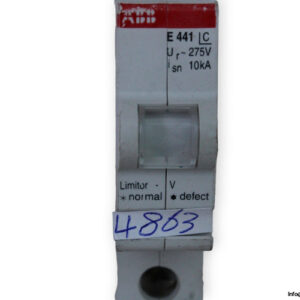 ABB
E 441 C
Ur ~ 275V
Isn 10kA
Limitor - V
* normal * defect
4863